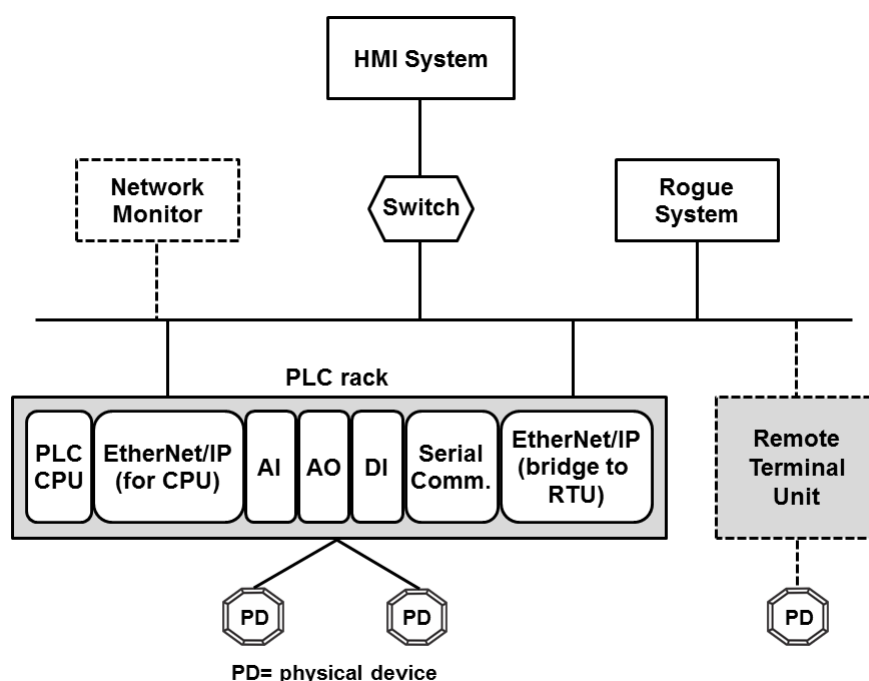 HMI System
Network
Monitor
Switch
Rogue
System
PLC rack
PLC
CPU
EtherNet/IP
(for CPU)
AI
AO
DI
Serial
Comm.
EtherNet/IP
(bridge to
RTU)
Remote
Terminal
Unit
PD
PD
PD
PD= physical device